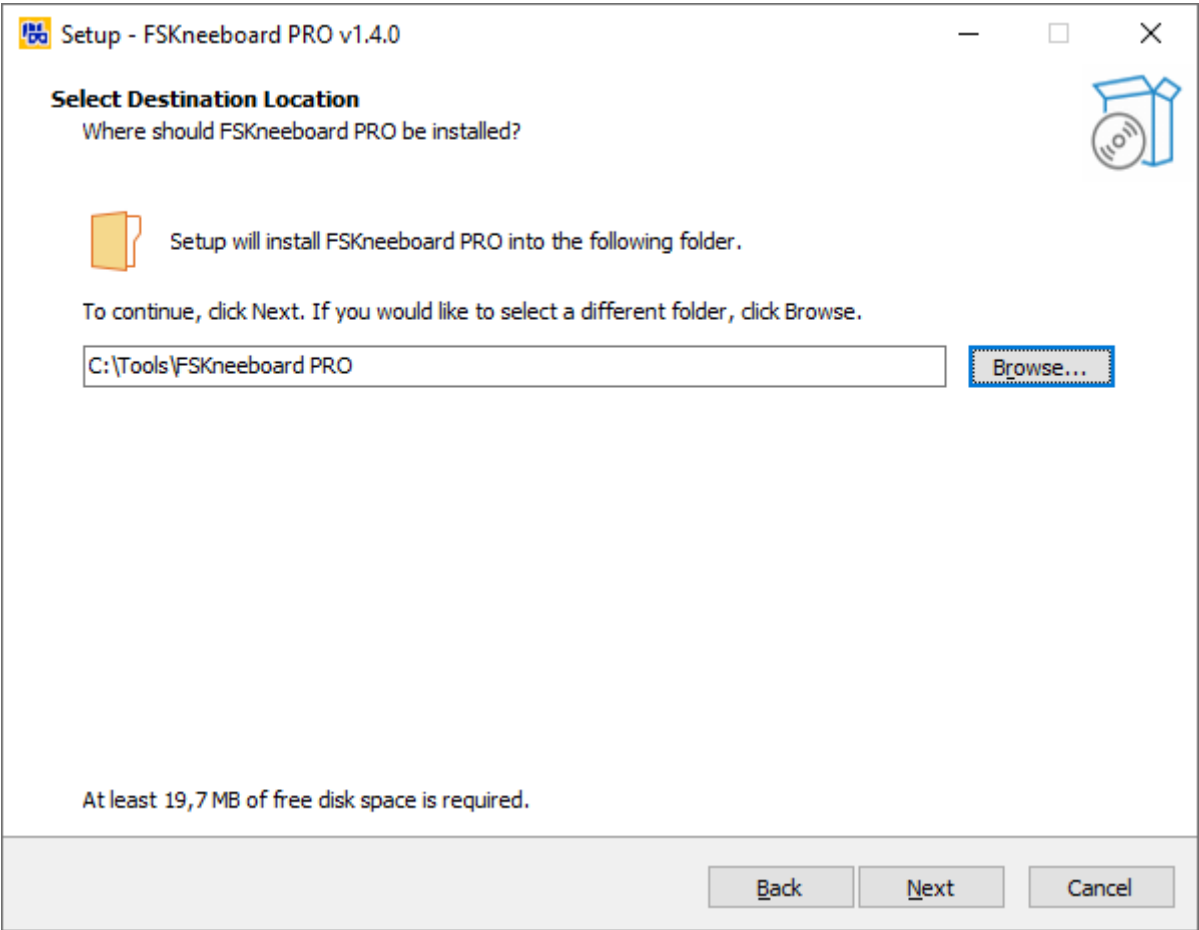 Setup - FSKneeboard PRO v1.4.0
Select Destination Location
Where should FSKneeboard PRO be installed?
Setup will install FSKneeboard PRO into the following folder.
To continue, click Next. If you would like to select a different folder, click Browse.
C:\Tools\FSKneeboard PRO
Browse...
At least 19,7 MB of free disk space is required.
Back
Next
Cancel